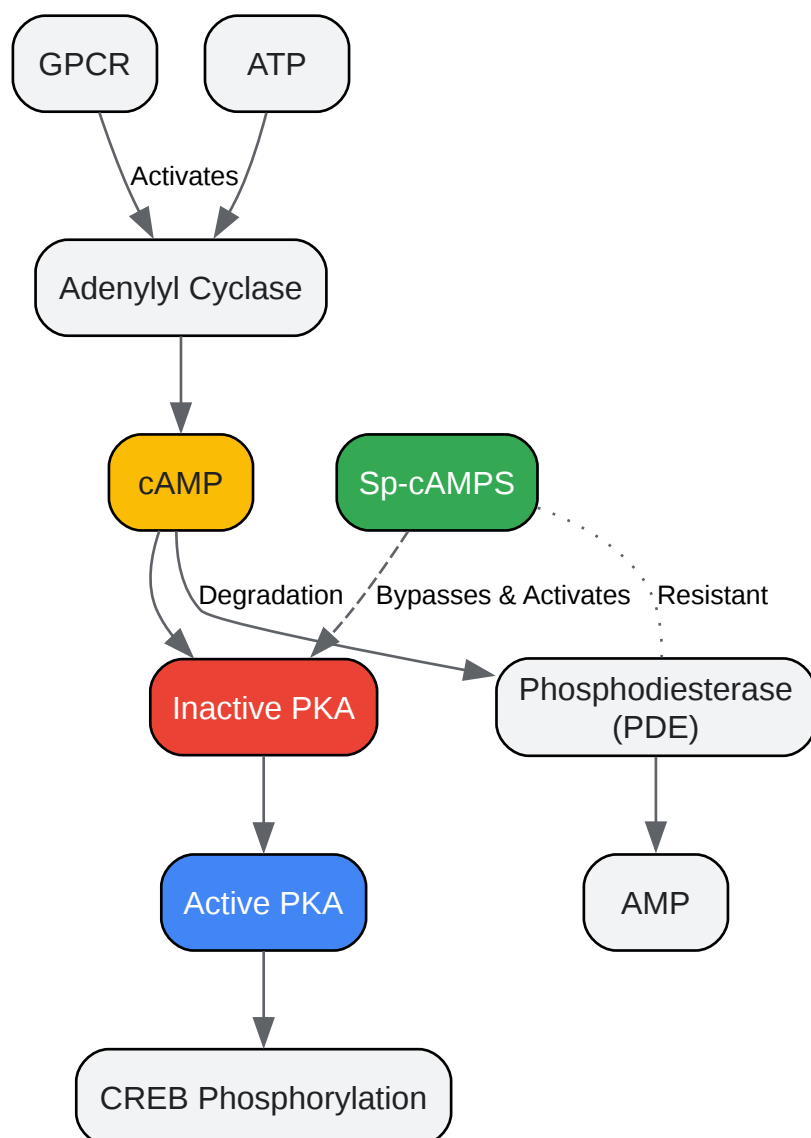 GPCR
ATP
Activates
Adenylyl Cyclase
cAMP
Sp-cAMPS
Degradation
Bypasses & Activates
Resistant
Inactive PKA
Phosphodiesterase
(PDE)
Active PKA
AMP
CREB Phosphorylation